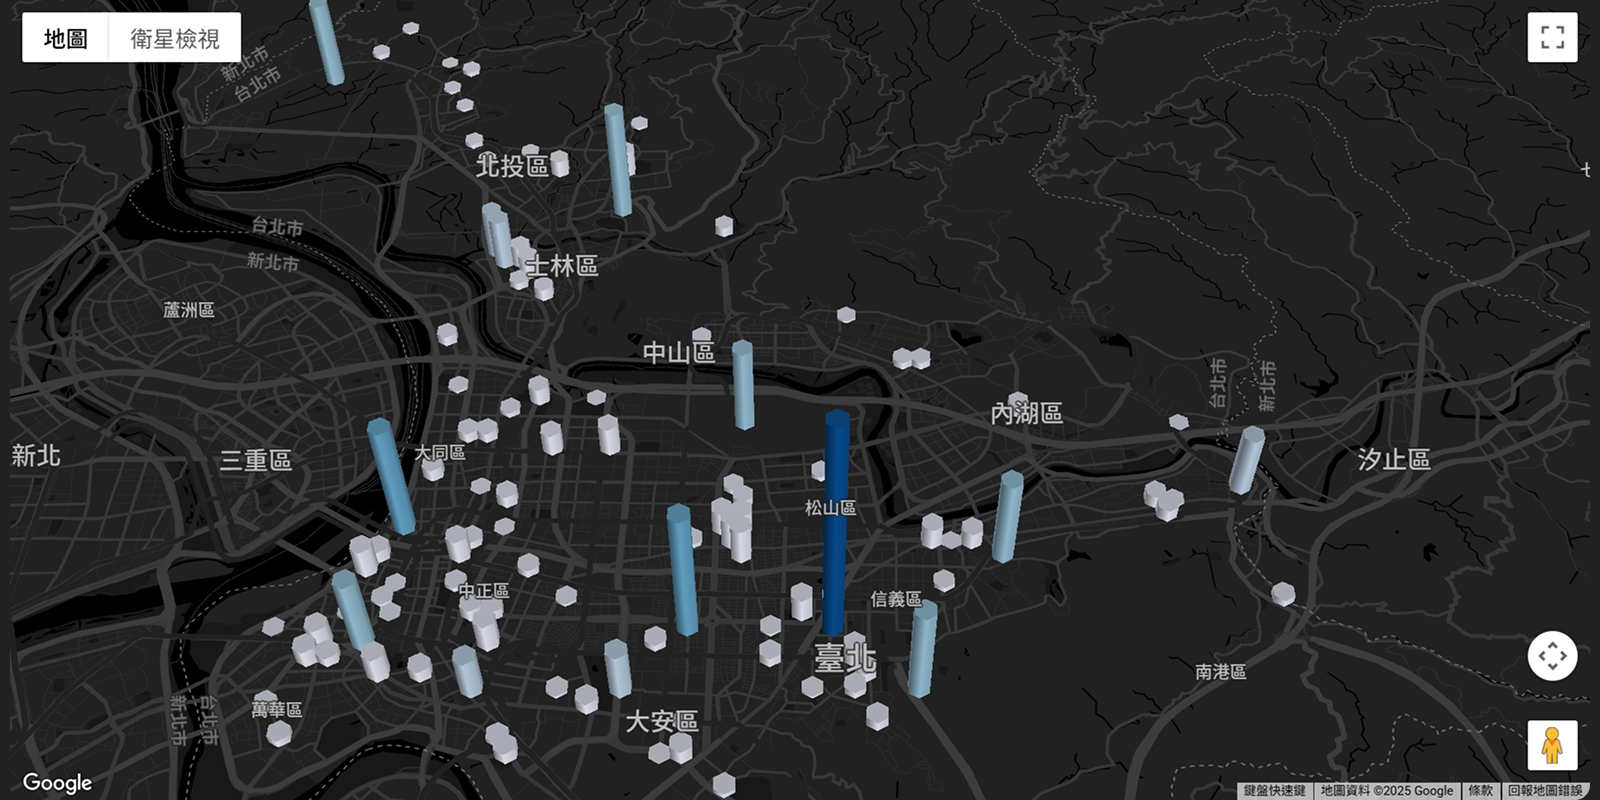 地圖
衛星檢視
新北市
台北市
北投區
台北市
新北市
士林區
蘆洲區
中山區
台北市
新北市
內湖區
新北
三重區
大同區
汐止區
松山區
中正區
信義區
臺北
南港區
萬華區
新北市
台北市
大安區
Google
鍵盤快速鍵
地圖資料 ©2025 Google
條款
回報地圖錯誤